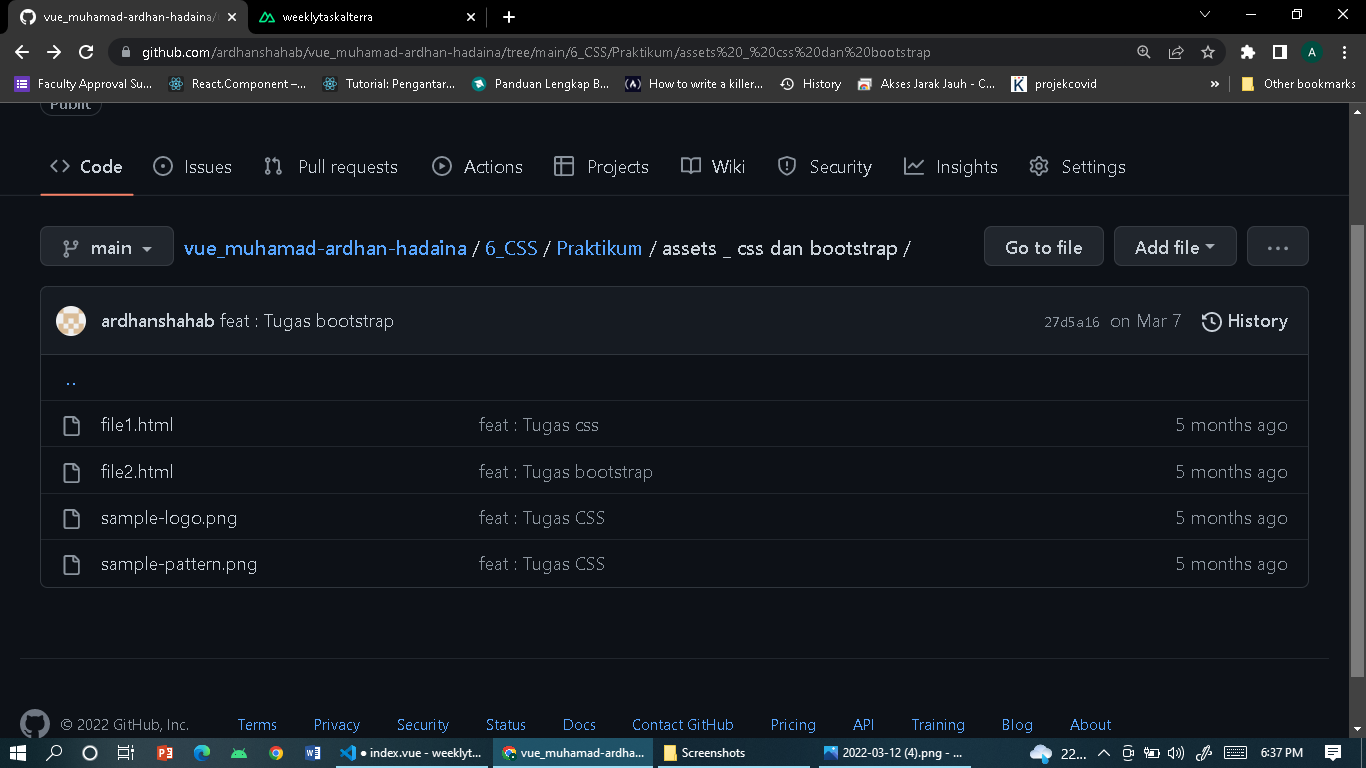 vue_muhamad-ardhan-hadaina/
weeklytaskalterra
github.com/ardhanshahab/vue_muhamad-ardhan-hadaina/tree/main/6_CSS/Praktikum/assets%20_%20css%20dan%20bootstrap
A
Faculty Approval Su... React.Component –... Tutorial: Pengantar... Panduan Lengkap B... How to write a killer... History Akses Jarak Jauh - C... projekcovid » Other bookmarks
Public
Code Issues Pull requests Actions Projects Wiki Security Insights Settings
main vue_muhamad-ardhan-hadaina / 6_CSS / Praktikum / assets _ css dan bootstrap / Go to file Add file ...
ardhanshahab feat : Tugas bootstrap 27d5a16 on Mar 7 History
..
file1.html feat : Tugas css 5 months ago
file2.html feat : Tugas bootstrap 5 months ago
sample-logo.png feat : Tugas CSS 5 months ago
sample-pattern.png feat : Tugas CSS 5 months ago
© 2022 GitHub, Inc. Terms Privacy Security Status Docs Contact GitHub Pricing API Training Blog About
● index.vue - weeklyt... vue_muhamad-ardha... Screenshots 2022-03-12 (4).png - ... 22... 6:37 PM